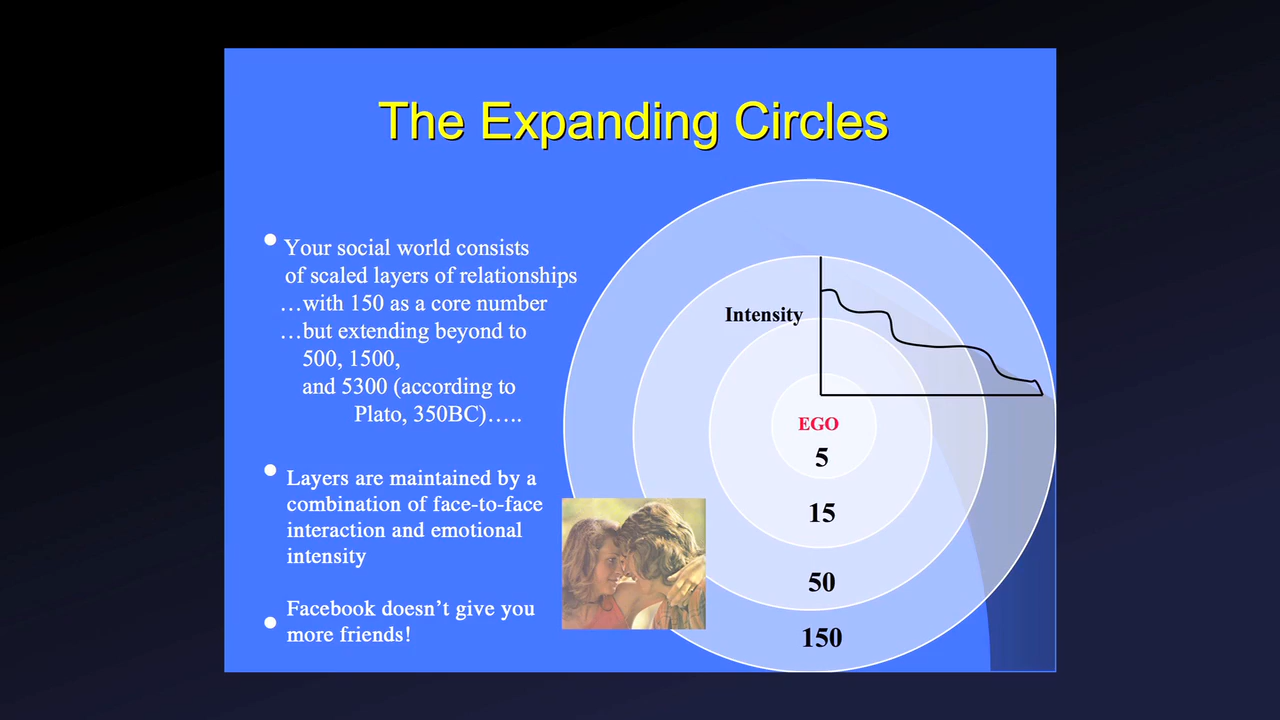 The Expanding Circles
Your social world consists
of scaled layers of relationships
…with 150 as a core number
…but extending beyond to
500, 1500,
and 5300 (according to
Plato, 350BC)…..
Layers are maintained by a
combination of face-to-face
interaction and emotional
intensity
Facebook doesn’t give you
more friends!
Intensity
EGO
5
15
50
150